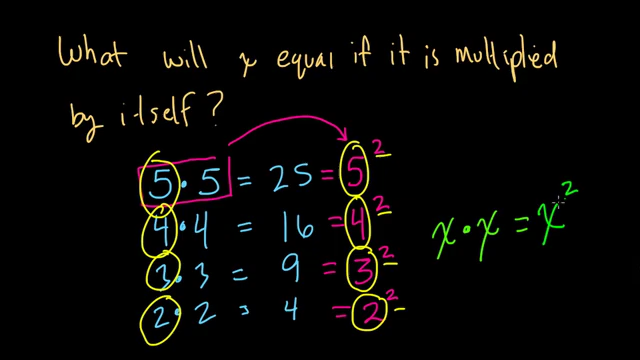 What will x equal if it is multiplied
by itself?
5 · 5 = 25 = 5²
4 · 4 = 16 = 4²
3 · 3 = 9 = 3²
2 · 2 = 4 = 2²
x · x = x²